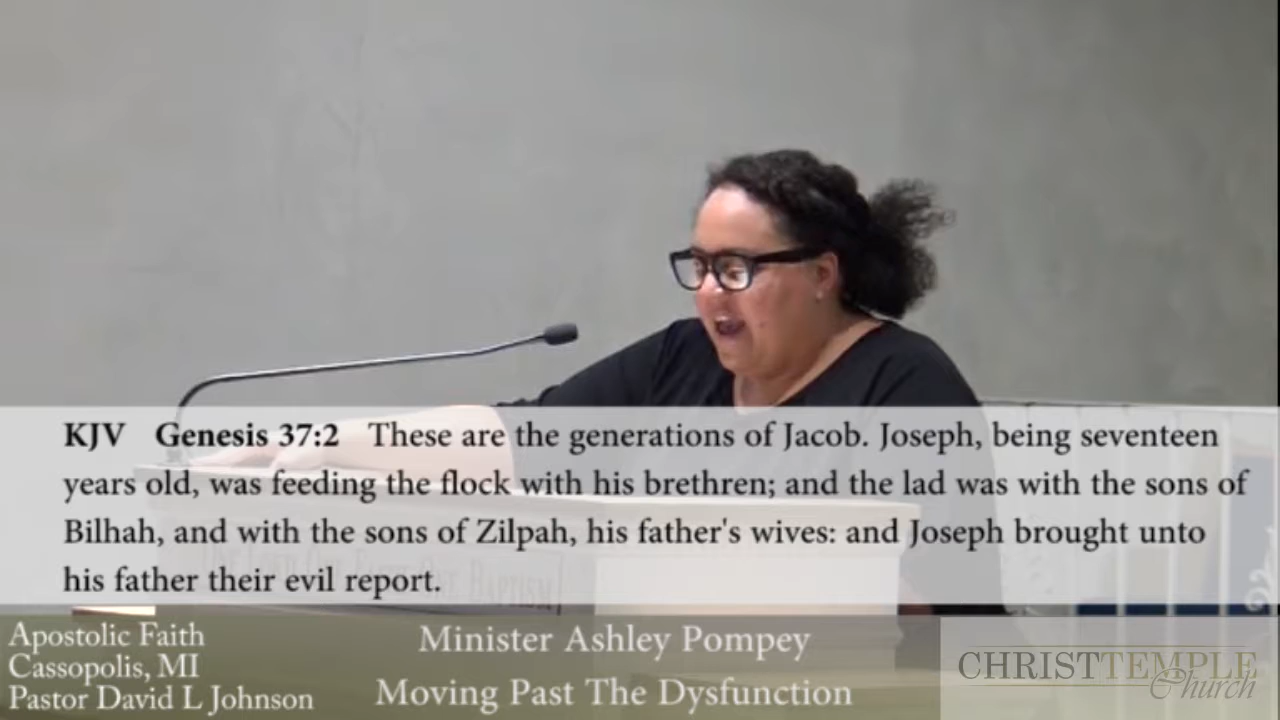 KJV Genesis 37:2 These are the generations of Jacob. Joseph, being seventeen
years old, was feeding the flock with his brethren; and the lad was with the sons of
Bilhah, and with the sons of Zilpah, his father's wives: and Joseph brought unto
his father their evil report.
Apostolic Faith
Cassopolis, MI
Pastor David L Johnson
Minister Ashley Pompey
Moving Past The Dysfunction
CHRISTTEMPLE
Church